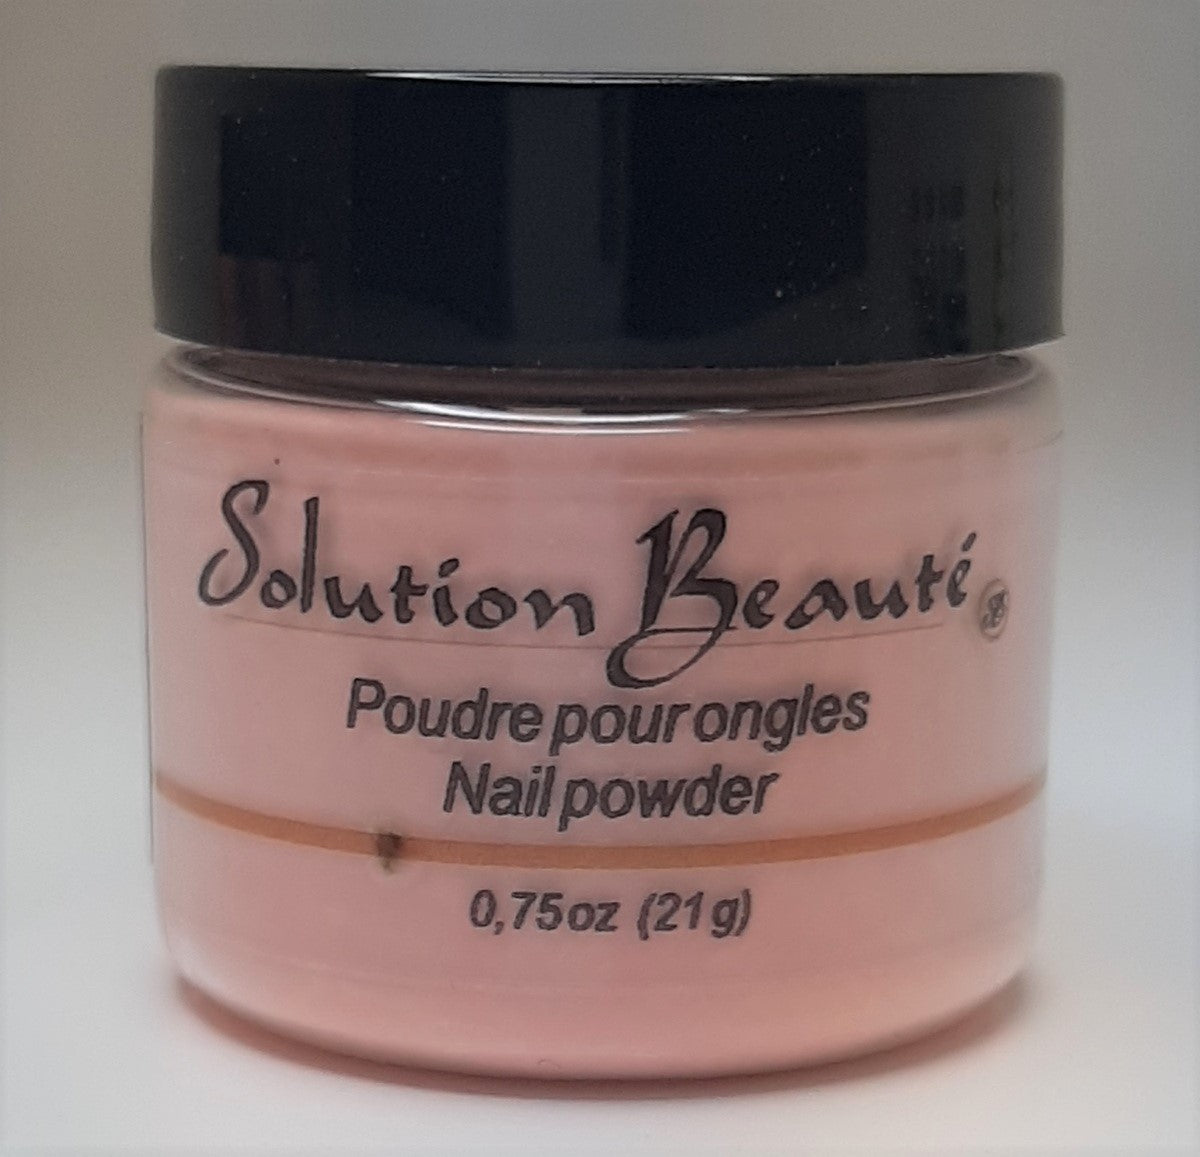 Solution Beauté
Poudre pour ongles
Nail powder
0,75oz (21g)